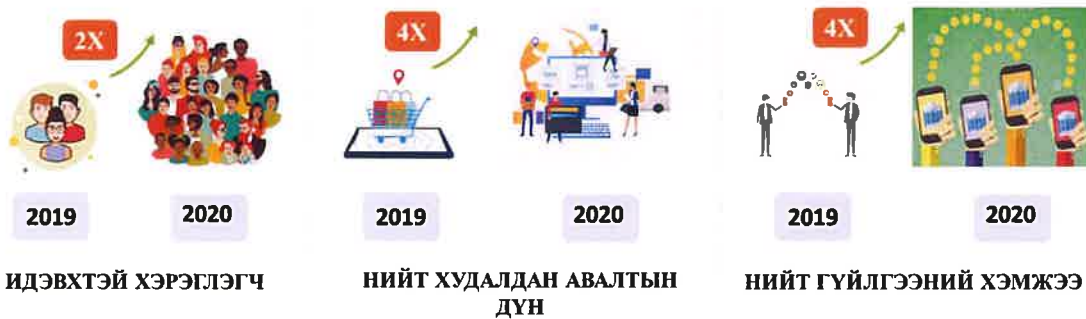 2X
4X
4X
2019
2020
2019
2020
2019
2020
ИДЭВХТЭЙ ХЭРЭГЛЭГЧ
НИЙТ ХУДАЛДАН АВАЛТЫН
ДҮН
НИЙТ ГҮЙЛГЭЭНИЙ ХЭМЖЭЭ